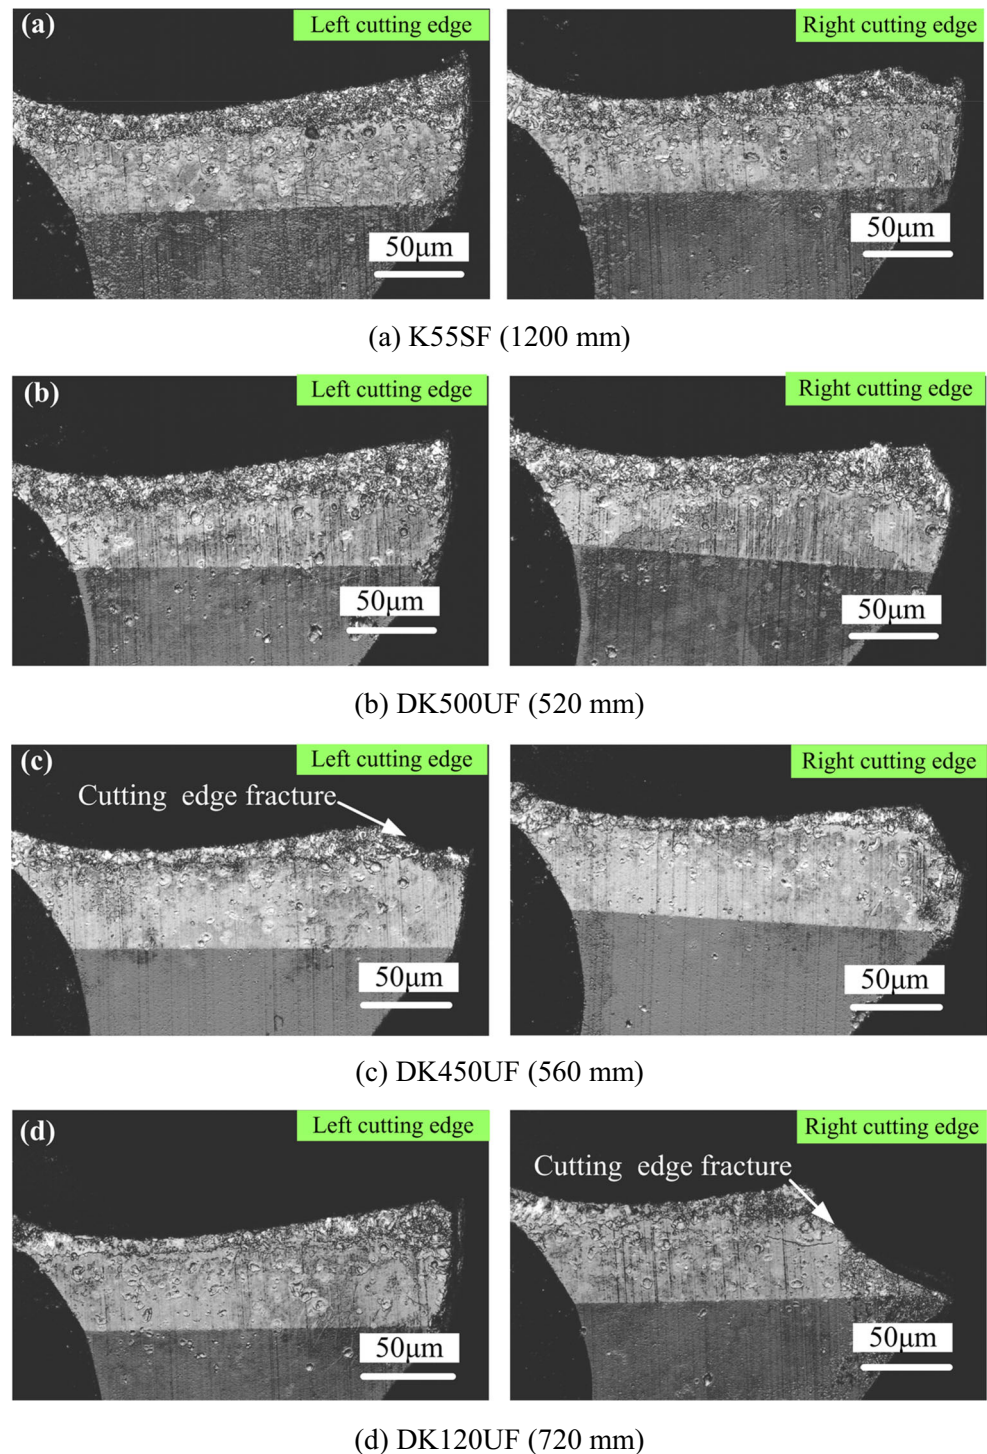 (a)
Left cutting edge
Right cutting edge
50μm
50μm
(a) K55SF (1200 mm)
(b)
Left cutting edge
Right cutting edge
50μm
50μm
(b) DK500UF (520 mm)
(c)
Left cutting edge
Right cutting edge
Cutting edge fracture
50μm
50μm
(c) DK450UF (560 mm)
(d)
Left cutting edge
Right cutting edge
Cutting edge fracture
50μm
50μm
(d) DK120UF (720 mm)